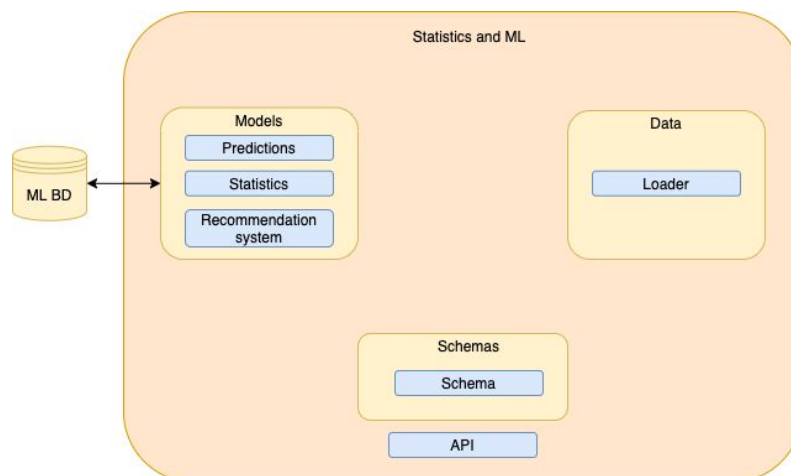 Statistics and ML
Models
Predictions
Statistics
Recommendation
system
Data
Loader
ML BD
Schemas
Schema
API